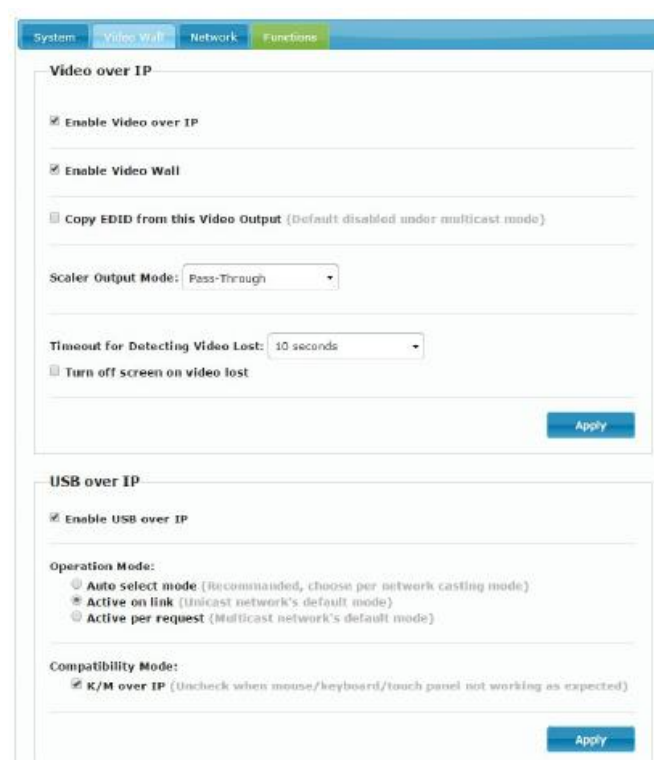 System Video Wall Network Functions
Video over IP
Enable Video over IP
Enable Video Wall
Copy EDID from this Video Output (Default disabled under multicast mode)
Scaler Output Mode: Pass-Through
Timeout for Detecting Video Lost: 10 seconds
Turn off screen on video lost
Apply
USB over IP
Enable USB over IP
Operation Mode:
Auto select mode (Recommanded, choose per network casting mode)
Active on link (Unicast network's default mode)
Active per request (Multicast network's default mode)
Compatibility Mode:
K/M over IP (Uncheck when mouse/keyboard/touch panel not working as expected)
Apply